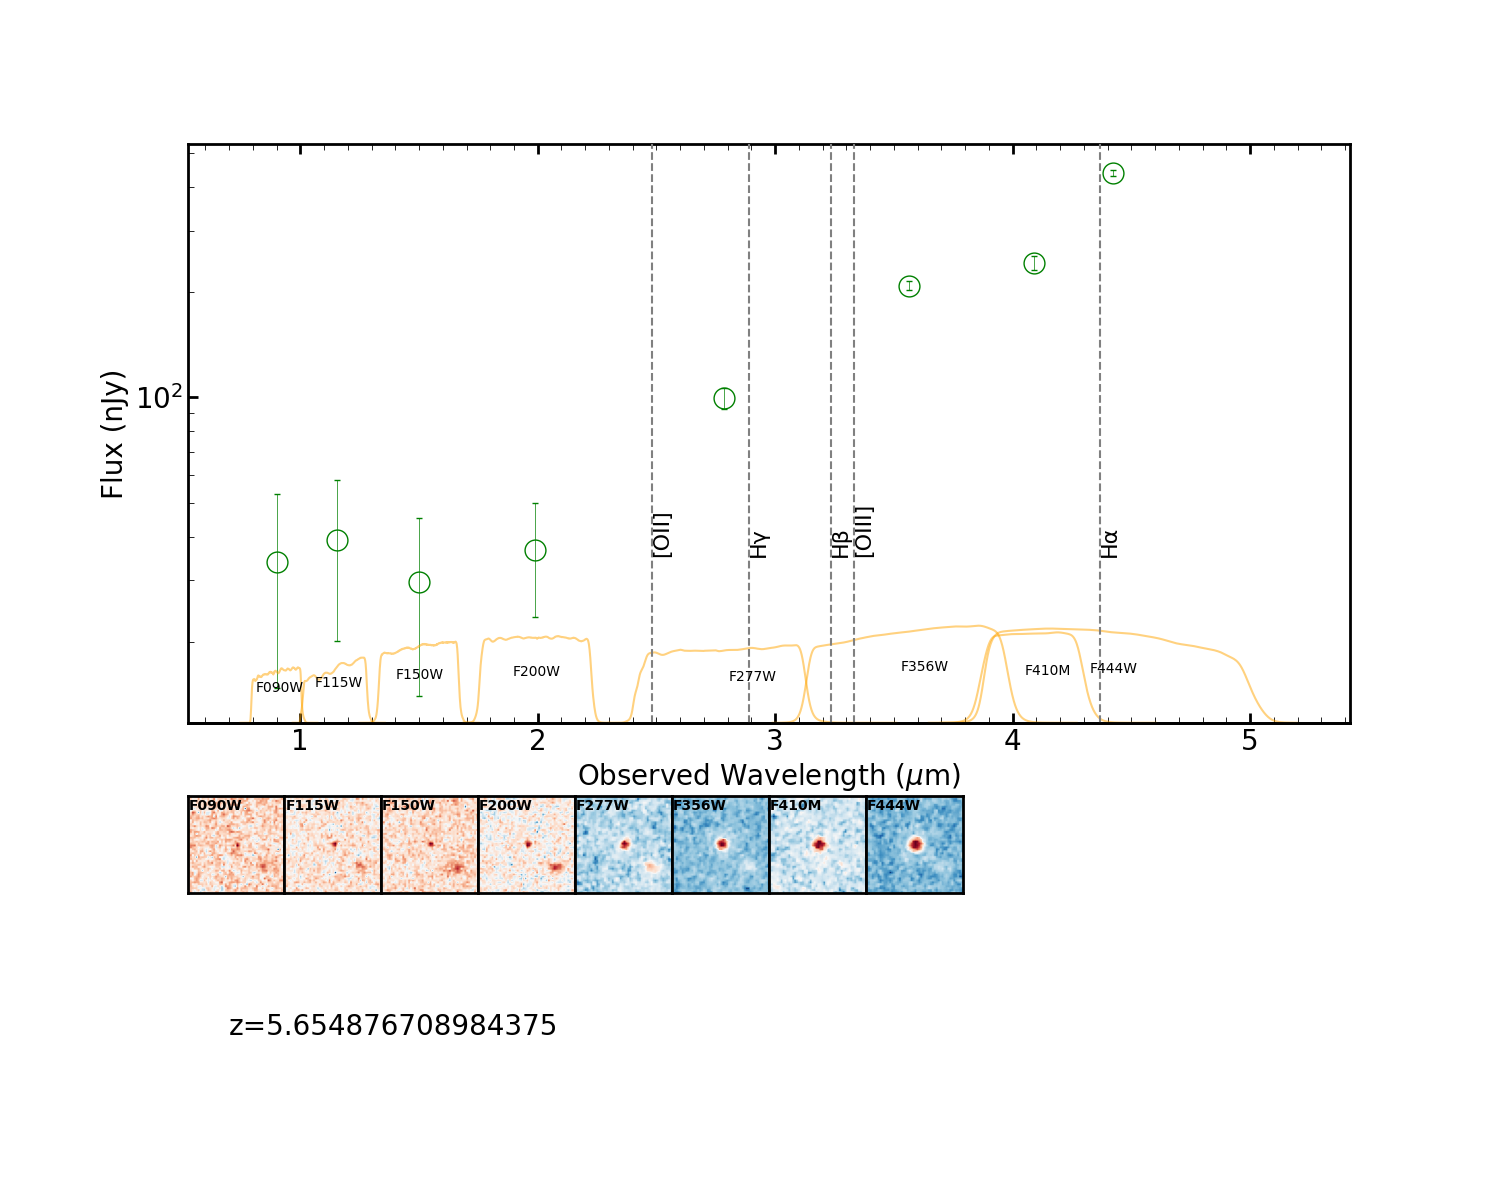 Flux (nJy)
10²
[OII]
Hγ
Hβ
[OIII]
Hα
F090W
F115W
F150W
F200W
F277W
F356W
F410M
F444W
1
2
3
4
5
Observed Wavelength (μm)
F090W
F115W
F150W
F200W
F277W
F356W
F410M
F444W
z=5.654876708984375